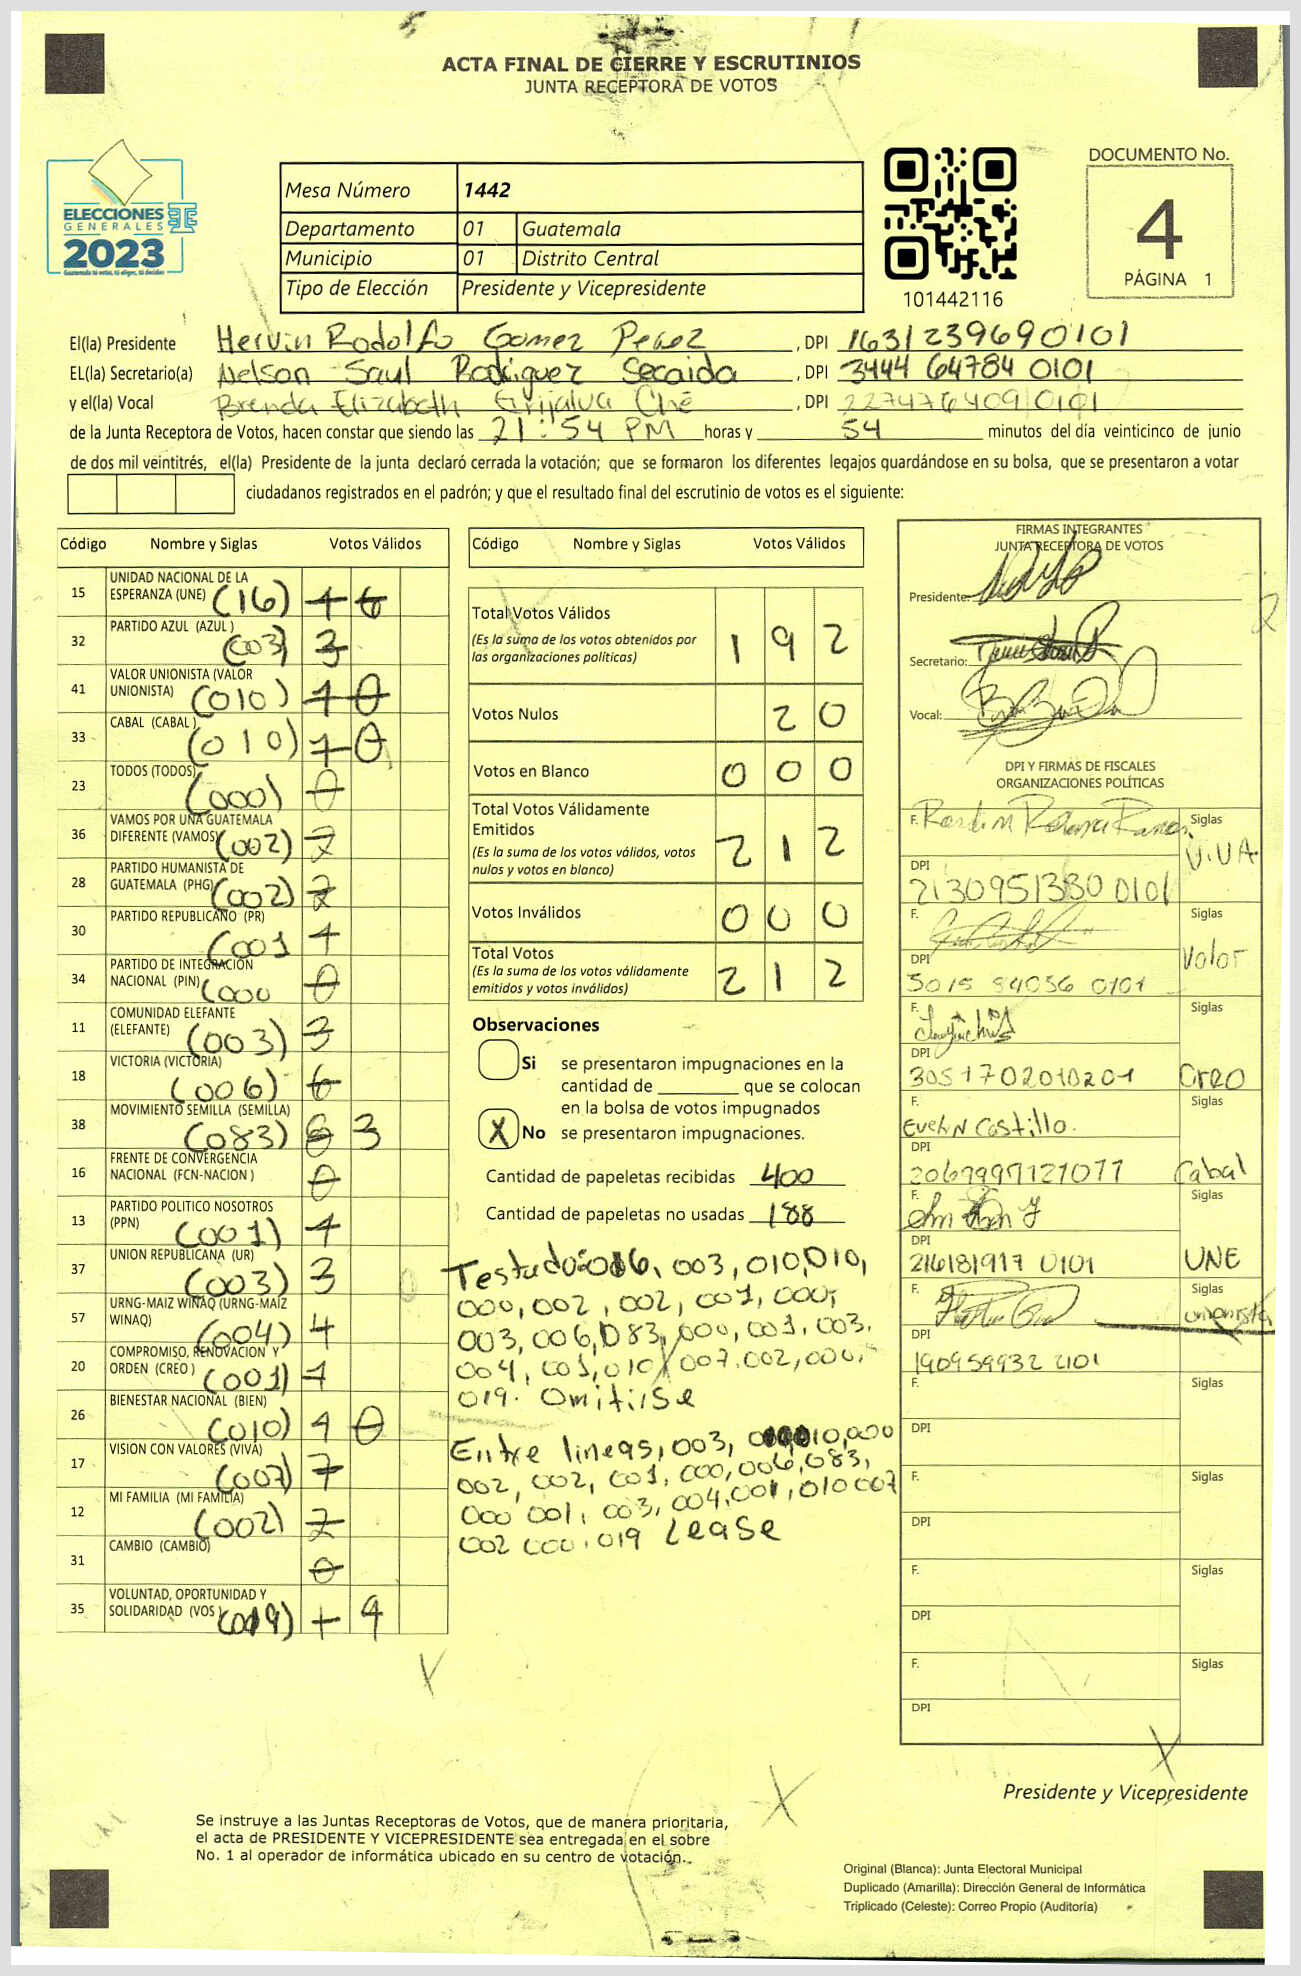 ACTA FINAL DE CIERRE Y ESCRUTINIOS
JUNTA RECEPTORA DE VOTOS
ELECCIONES
GENERALES
2023
Guatemala tú votas, tú eliges, tú decides
Mesa Número 1442
Departamento 01 Guatemala
Municipio 01 Distrito Central
Tipo de Elección Presidente y Vicepresidente
101442116
DOCUMENTO No.
4
PÁGINA 1
El(la) Presidente Hervin Rodolfo Gomez Perez, DPI 1631239690101
EL(la) Secretario(a) Nelson Saul Rodriguez Secaida, DPI 3444 64784 0101
y el(la) Vocal Brenda Elizabeth Grijalva Ché, DPI 2274764090101
de la Junta Receptora de Votos, hacen constar que siendo las 21:54 PM horas y 54 minutos del día veinticinco de junio
de dos mil veintitrés, el(la) Presidente de la junta declaró cerrada la votación; que se formaron los diferentes legajos guardándose en su bolsa, que se presentaron a votar
ciudadanos registrados en el padrón; y que el resultado final del escrutinio de votos es el siguiente:
Código Nombre y Siglas Votos Válidos
15 UNIDAD NACIONAL DE LA ESPERANZA (UNE) (16) 1 6
32 PARTIDO AZUL (AZUL ) (003) 3
41 VALOR UNIONISTA (VALOR UNIONISTA) (010) 1 0
33 CABAL (CABAL ) (010) 1 0
23 TODOS (TODOS) (000) 0
36 VAMOS POR UNA GUATEMALA DIFERENTE (VAMOS) (002) 2
28 PARTIDO HUMANISTA DE GUATEMALA (PHG) (002) 2
30 PARTIDO REPUBLICANO (PR) (001 1
34 PARTIDO DE INTEGRACIÓN NACIONAL (PIN) (000 0
11 COMUNIDAD ELEFANTE (ELEFANTE) (003) 3
18 VICTORIA (VICTORIA) (006) 6
38 MOVIMIENTO SEMILLA (SEMILLA) (083) 8 3
16 FRENTE DE CONVERGENCIA NACIONAL (FCN-NACION ) 0
13 PARTIDO POLITICO NOSOTROS (PPN) (001) 1
37 UNION REPUBLICANA (UR) (003) 3
57 URNG-MAIZ WINAQ (URNG-MAÍZ WINAQ) (004) 4
20 COMPROMISO, RENOVACION Y ORDEN (CREO ) (001) 1
26 BIENESTAR NACIONAL (BIEN) (010) 1 0
17 VISION CON VALORES (VIVA) (007) 7
12 MI FAMILIA (MI FAMILIA) (002) 2
31 CAMBIO (CAMBIO) 0
35 VOLUNTAD, OPORTUNIDAD Y SOLIDARIDAD (VOS ) (019) 1 9
Código Nombre y Siglas Votos Válidos
Total Votos Válidos 1 9 2
(Es la suma de los votos obtenidos por
las organizaciones políticas)
Votos Nulos 2 0
Votos en Blanco 0 0 0
Total Votos Válidamente
Emitidos 2 1 2
(Es la suma de los votos válidos, votos
nulos y votos en blanco)
Votos Inválidos 0 0 0
Total Votos 2 1 2
(Es la suma de los votos válidamente
emitidos y votos inválidos)
Observaciones
Si se presentaron impugnaciones en la
cantidad de ________ que se colocan
en la bolsa de votos impugnados
X No se presentaron impugnaciones.
Cantidad de papeletas recibidas 400
Cantidad de papeletas no usadas 188
Testado: 016, 003, 010, 010,
000, 002, 002, 001, 000,
003, 006, 083, 000, 001, 003.
004, 001, 010 007, 002, 000,
019. Omitirse
Entre lineas, 003, 010, 000
002, 002, 001, 000, 006, 083,
000 001, 003, 004, 001, 010 007
002 000, 019 Lease
FIRMAS INTEGRANTES
JUNTA RECEPTORA DE VOTOS
Presidente:
Secretario:
Vocal:
DPI Y FIRMAS DE FISCALES
ORGANIZACIONES POLÍTICAS
F. Siglas
VIVA
DPI
2130951330 0101
F. Siglas
Valor
DPI
3015 84056 0101
F. Siglas
DPI
3051702010201 Creo
F. Siglas
Evelin Castillo.
DPI
2067997121077 Cabal
F. Siglas
DPI
216181917 0101 UNE
F. Siglas
unionista
DPI
190959932 2101
F. Siglas
DPI
F. Siglas
DPI
F. Siglas
DPI
F. Siglas
DPI
Presidente y Vicepresidente
Se instruye a las Juntas Receptoras de Votos, que de manera prioritaria,
el acta de PRESIDENTE Y VICEPRESIDENTE sea entregada en el sobre
No. 1 al operador de informática ubicado en su centro de votación.
Original (Blanca): Junta Electoral Municipal
Duplicado (Amarilla): Dirección General de Informática
Triplicado (Celeste): Correo Propio (Auditoría)